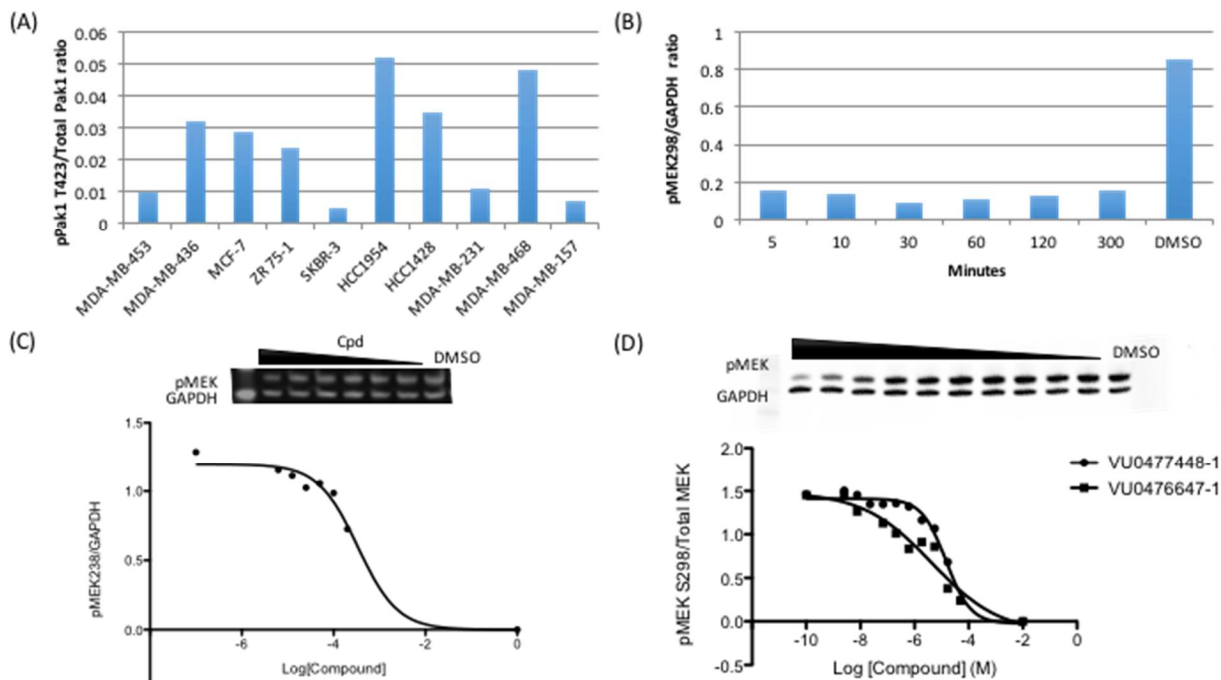 (A)
pPak1 T423/Total Pak1 ratio
0.06
0.05
0.04
0.03
0.02
0.01
0
MDA-MB-453
MDA-MB-436
MCF-7
ZR 75-1
SKBR-3
HCC1954
HCC1428
MDA-MB-231
MDA-MB-468
MDA-MB-157
(B)
pMEK298/GAPDH ratio
1
0.8
0.6
0.4
0.2
0
5 10 30 60 120 300 DMSO
Minutes
(C)
Cpd
DMSO
pMEK
GAPDH
pMEK238/GAPDH
1.5
1.0
0.5
0.0
-6 -4 -2 0
Log[Compound]
(D)
DMSO
pMEK
GAPDH
pMEK S298/Total MEK
2.0
1.5
1.0
0.5
0.0
-0.5
-10 -8 -6 -4 -2 0
Log [Compound] (M)
VU0477448-1
VU0476647-1